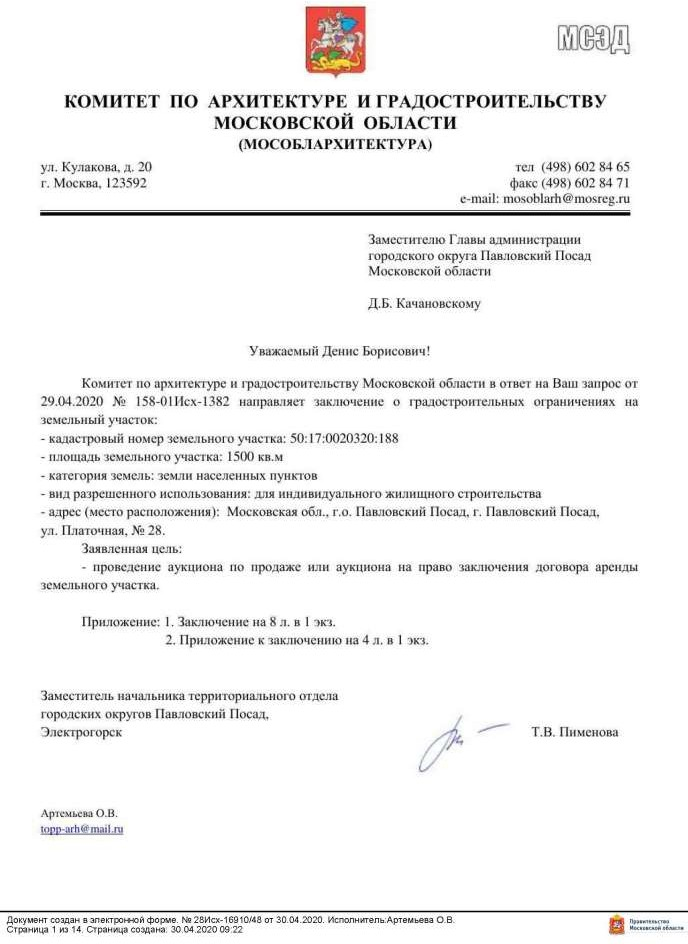 МСЭД
КОМИТЕТ ПО АРХИТЕКТУРЕ И ГРАДОСТРОИТЕЛЬСТВУ
МОСКОВСКОЙ ОБЛАСТИ
(МОСОБЛАРХИТЕКТУРА)
ул. Кулакова, д. 20
г. Москва, 123592
тел (498) 602 84 65
факс (498) 602 84 71
e-mail: mosoblarh@mosreg.ru
Заместителю Главы администрации
городского округа Павловский Посад
Московской области
Д.Б. Качановскому
Уважаемый Денис Борисович!
Комитет по архитектуре и градостроительству Московской области в ответ на Ваш запрос от
29.04.2020 № 158-01Исх-1382 направляет заключение о градостроительных ограничениях на
земельный участок:
- кадастровый номер земельного участка: 50:17:0020320:188
- площадь земельного участка: 1500 кв.м
- категория земель: земли населенных пунктов
- вид разрешенного использования: для индивидуального жилищного строительства
- адрес (место расположения): Московская обл., г.о. Павловский Посад, г. Павловский Посад,
ул. Платочная, № 28.
Заявленная цель:
- проведение аукциона по продаже или аукциона на право заключения договора аренды
земельного участка.
Приложение: 1. Заключение на 8 л. в 1 экз.
2. Приложение к заключению на 4 л. в 1 экз.
Заместитель начальника территориального отдела
городских округов Павловский Посад,
Электрогорск
Т.В. Пименова
Артемьева О.В.
topp-arh@mail.ru
Документ создан в электронной форме. № 28Исх-16910/48 от 30.04.2020. Исполнитель:Артемьева О.В.
Страница 1 из 14. Страница создана: 30.04.2020 09:22
Правительство
Московской области